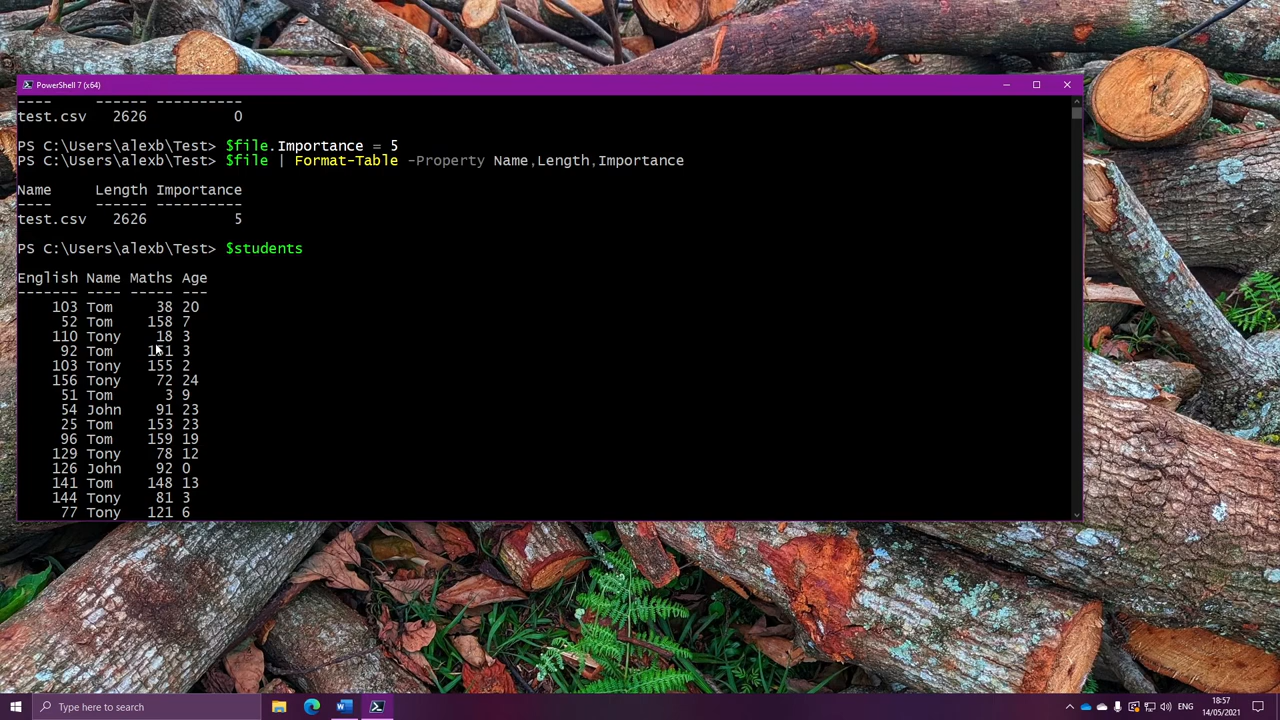 PowerShell 7 (x64)
---- ------ ----------
test.csv 2626 0
PS C:\Users\alexb\Test> $file.Importance = 5
PS C:\Users\alexb\Test> $file | Format-Table -Property Name,Length,Importance
Name Length Importance
---- ------ ----------
test.csv 2626 5
PS C:\Users\alexb\Test> $students
English Name Maths Age
------- ---- ----- ---
103 Tom 38 20
52 Tom 158 7
110 Tony 18 3
92 Tom 151 3
103 Tony 155 2
156 Tony 72 24
51 Tom 3 9
54 John 91 23
25 Tom 153 23
96 Tom 159 19
129 Tony 78 12
126 John 92 0
141 Tom 148 13
144 Tony 81 3
77 Tony 121 6
Type here to search
ENG
18:57
14/05/2021